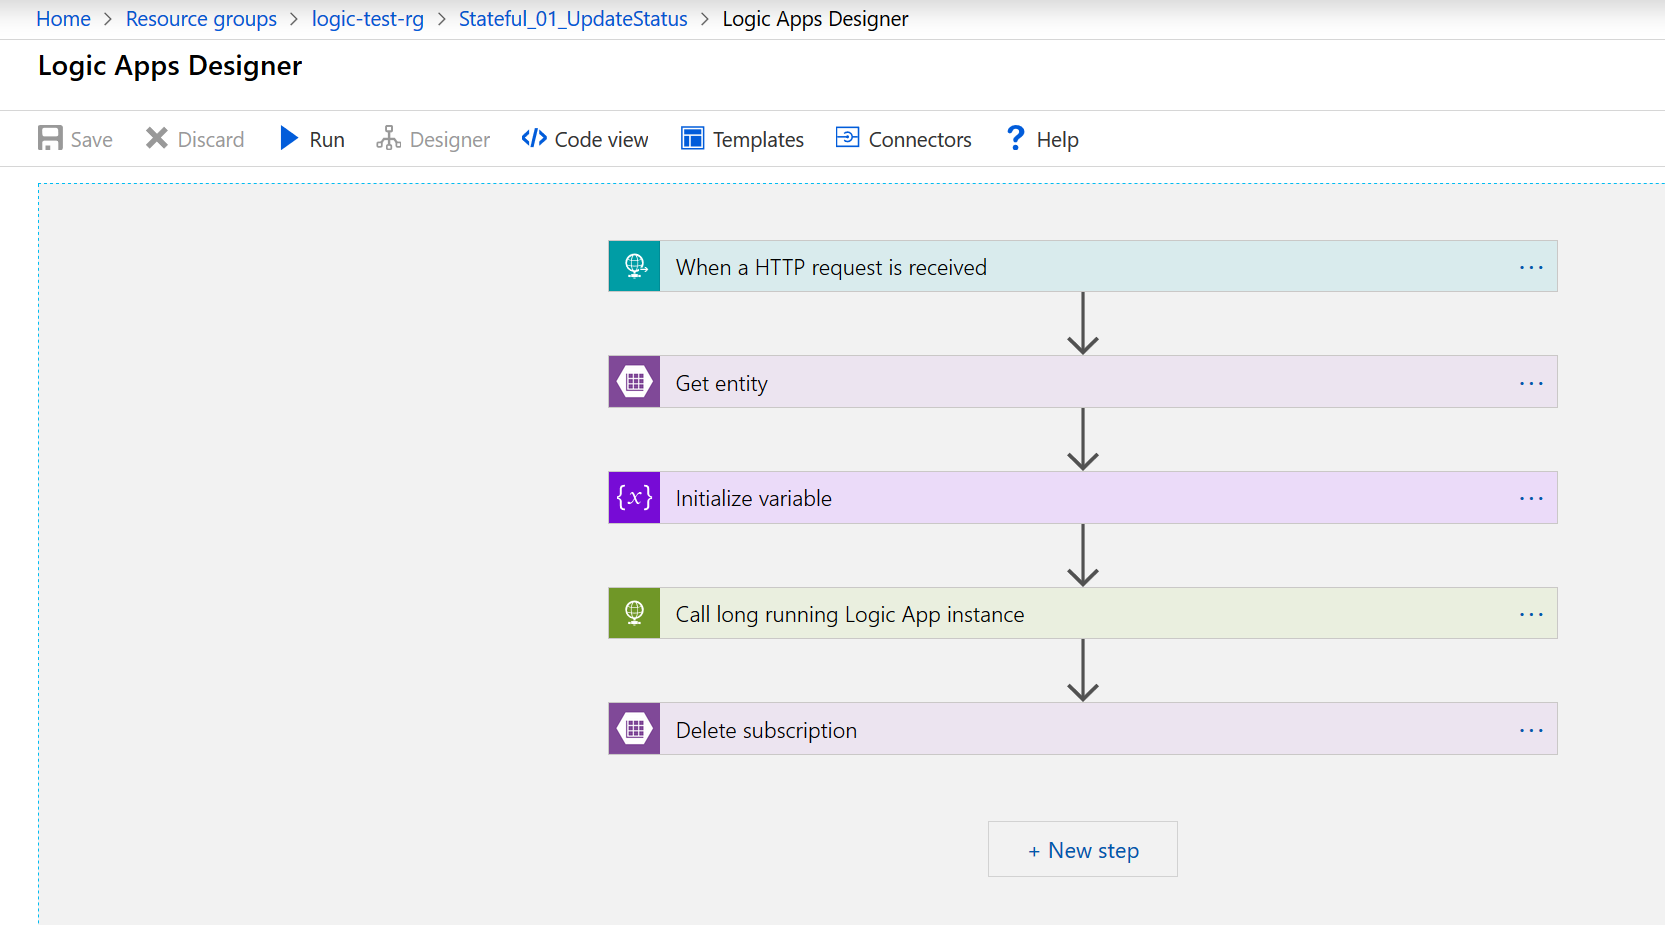 Home > Resource groups > logic-test-rg > Stateful_01_UpdateStatus > Logic Apps Designer
Logic Apps Designer
Save Discard Run Designer </> Code view Templates Connectors ? Help
When a HTTP request is received ...
Get entity ...
{x} Initialize variable ...
Call long running Logic App instance ...
Delete subscription ...
+ New step